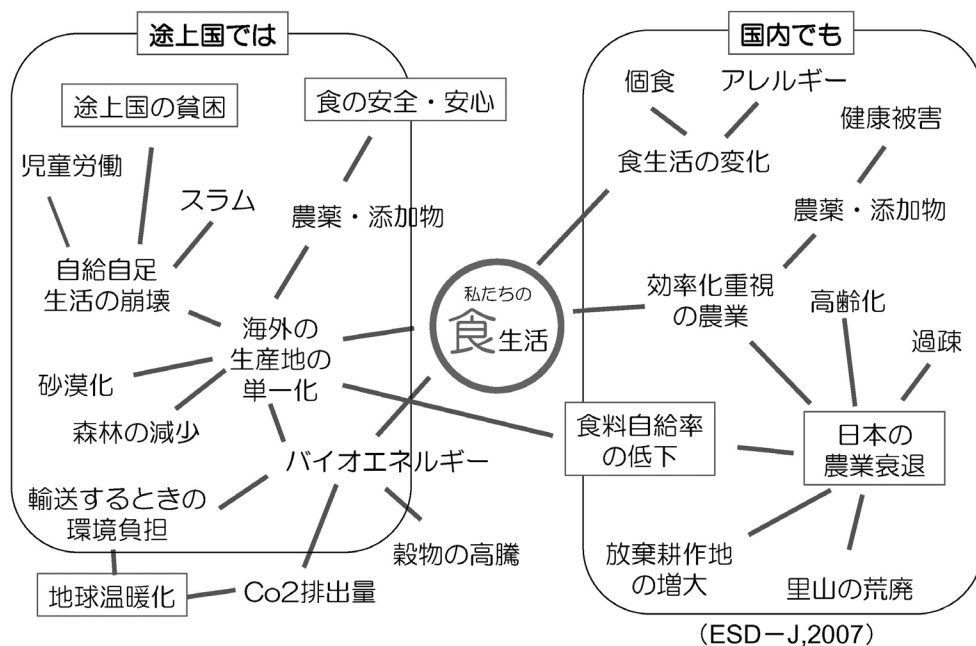 途上国では
途上国の貧困
食の安全・安心
児童労働
スラム
農薬・添加物
自給自足
生活の崩壊
海外の
生産地の
単一化
砂漠化
森林の減少
バイオエネルギー
輸送するときの
環境負担
穀物の高騰
地球温暖化
Co2排出量
私たちの
食生活
国内でも
個食
アレルギー
健康被害
食生活の変化
農薬・添加物
効率化重視
の農業
高齢化
過疎
食料自給率
の低下
日本の
農業衰退
放棄耕作地
の増大
里山の荒廃
（ESD－J,2007）